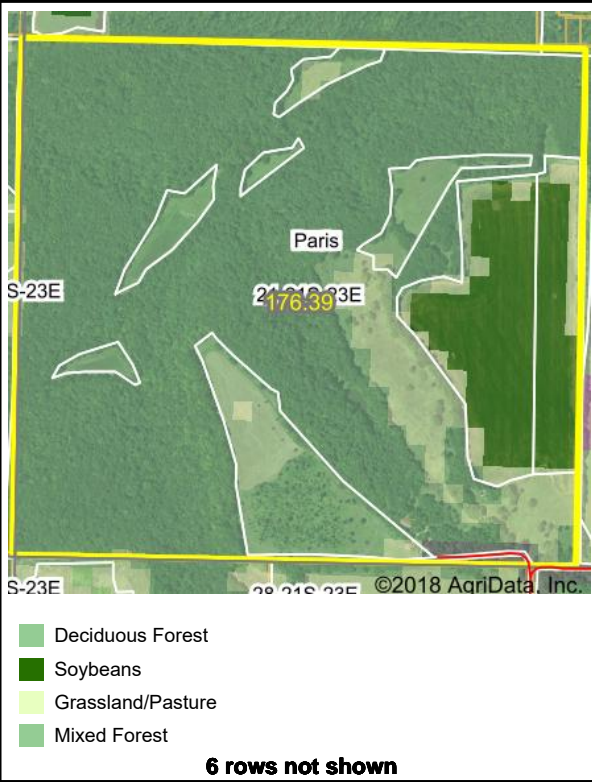 Paris
S-23E
176.39
S-23E
28-21S-23E
©2018 AgriData, Inc.
Deciduous Forest
Soybeans
Grassland/Pasture
Mixed Forest
6 rows not shown